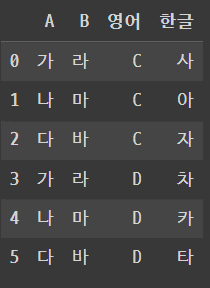 A B 영어 한글
0 가 라 C 사
1 나 마 C 아
2 다 바 C 자
3 가 라 D 차
4 나 마 D 카
5 다 바 D 타